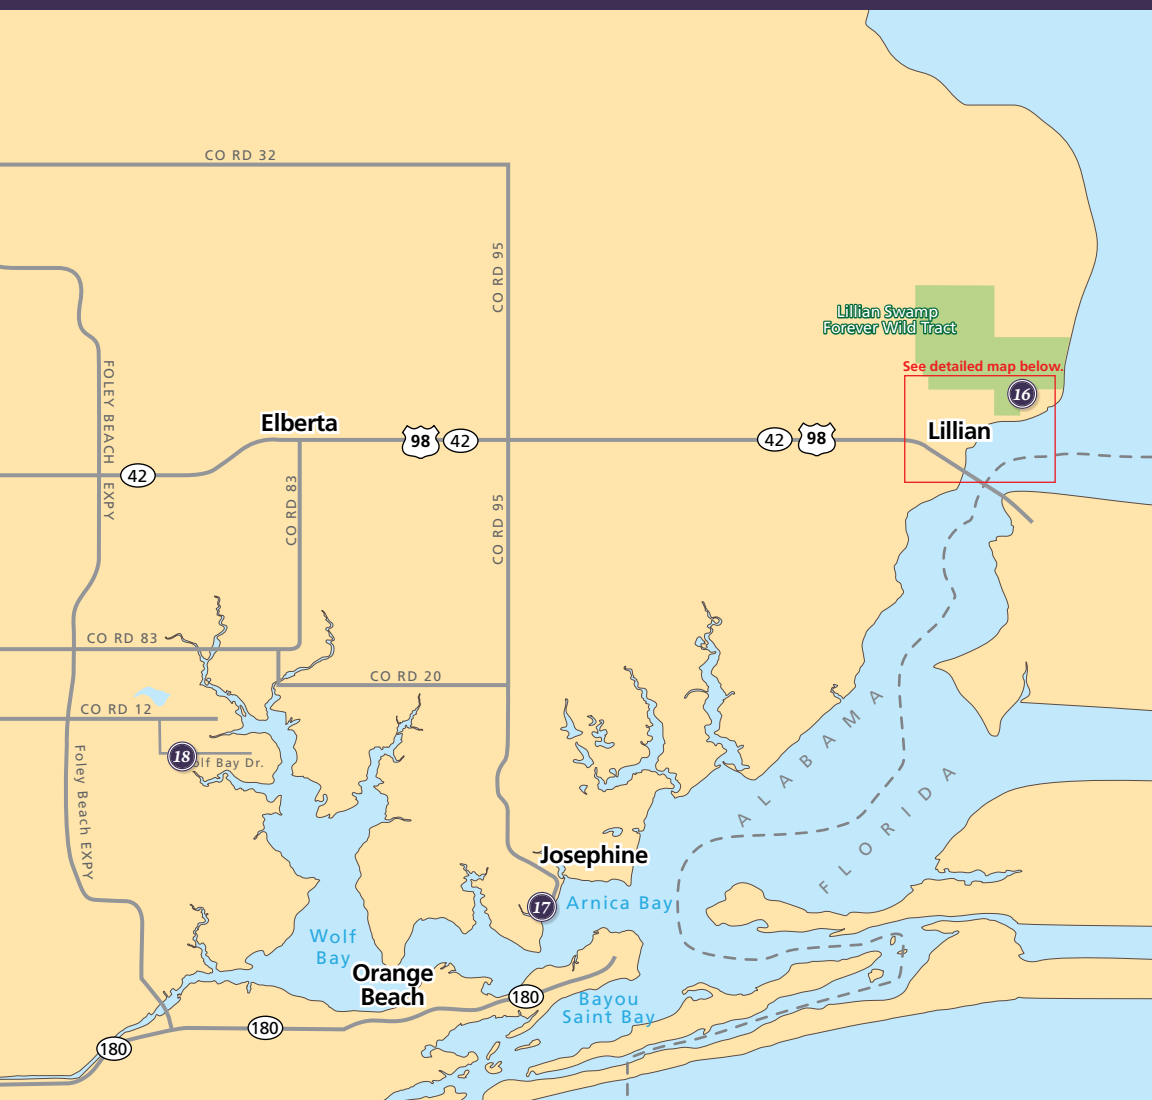 CO RD 32
CO RD 95
Lillian Swamp
Forever Wild Tract
See detailed map below.
16
FOLEY BEACH EXPY
Elberta
98
42
42
98
Lillian
42
CO RD 83
CO RD 95
CO RD 83
CO RD 20
CO RD 12
18
olf Bay Dr.
Foley Beach EXPY
ALABAMA
FLORIDA
Josephine
17
Arnica Bay
Wolf
Bay
Orange
Beach
180
Bayou
Saint Bay
180
180